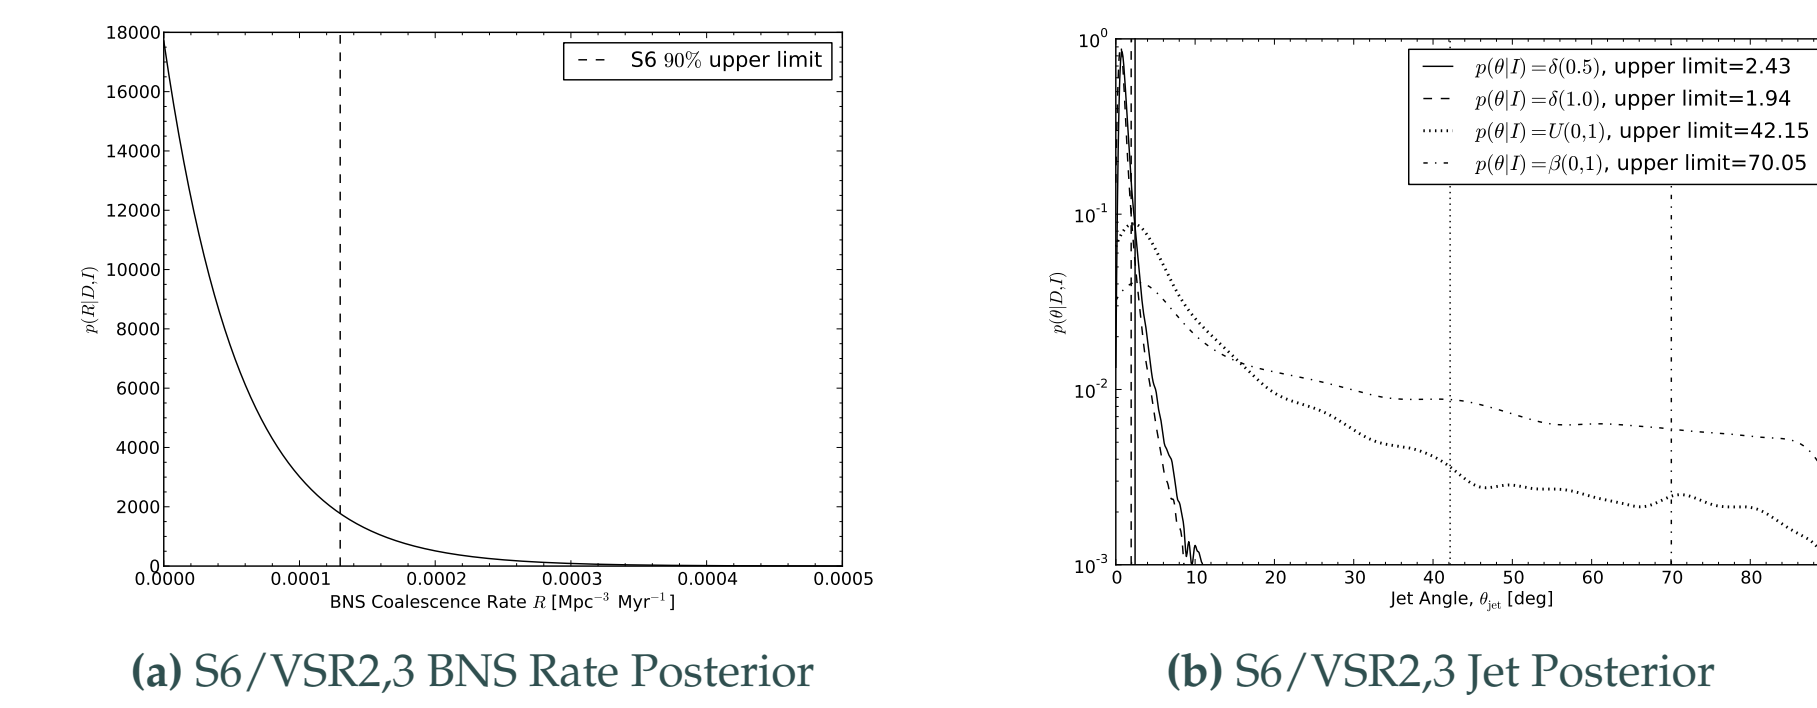 18000
16000
14000
12000
10000
8000
6000
4000
2000
0
p(R|D,I)
S6 90% upper limit
0.0000 0.0001 0.0002 0.0003 0.0004 0.0005
BNS Coalescence Rate R [Mpc⁻³ Myr⁻¹]
(a) S6/VSR2,3 BNS Rate Posterior
10⁰
10⁻¹
10⁻²
10⁻³
p(θ|D,I)
p(θ|I)=δ(0.5), upper limit=2.43
p(θ|I)=δ(1.0), upper limit=1.94
p(θ|I)=U(0,1), upper limit=42.15
p(θ|I)=β(0,1), upper limit=70.05
0 10 20 30 40 50 60 70 80
Jet Angle, θjet [deg]
(b) S6/VSR2,3 Jet Posterior